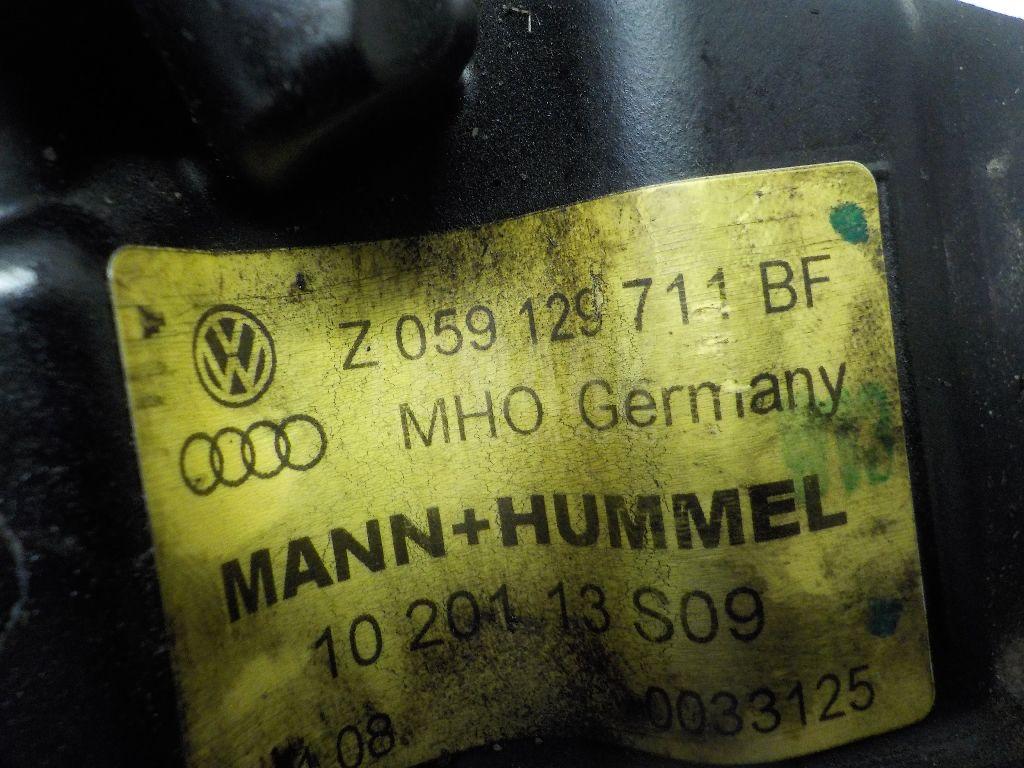 Z 059 129 711 BF
MHO Germany
MANN+HUMMEL
10 201 13 S09
08 0033125